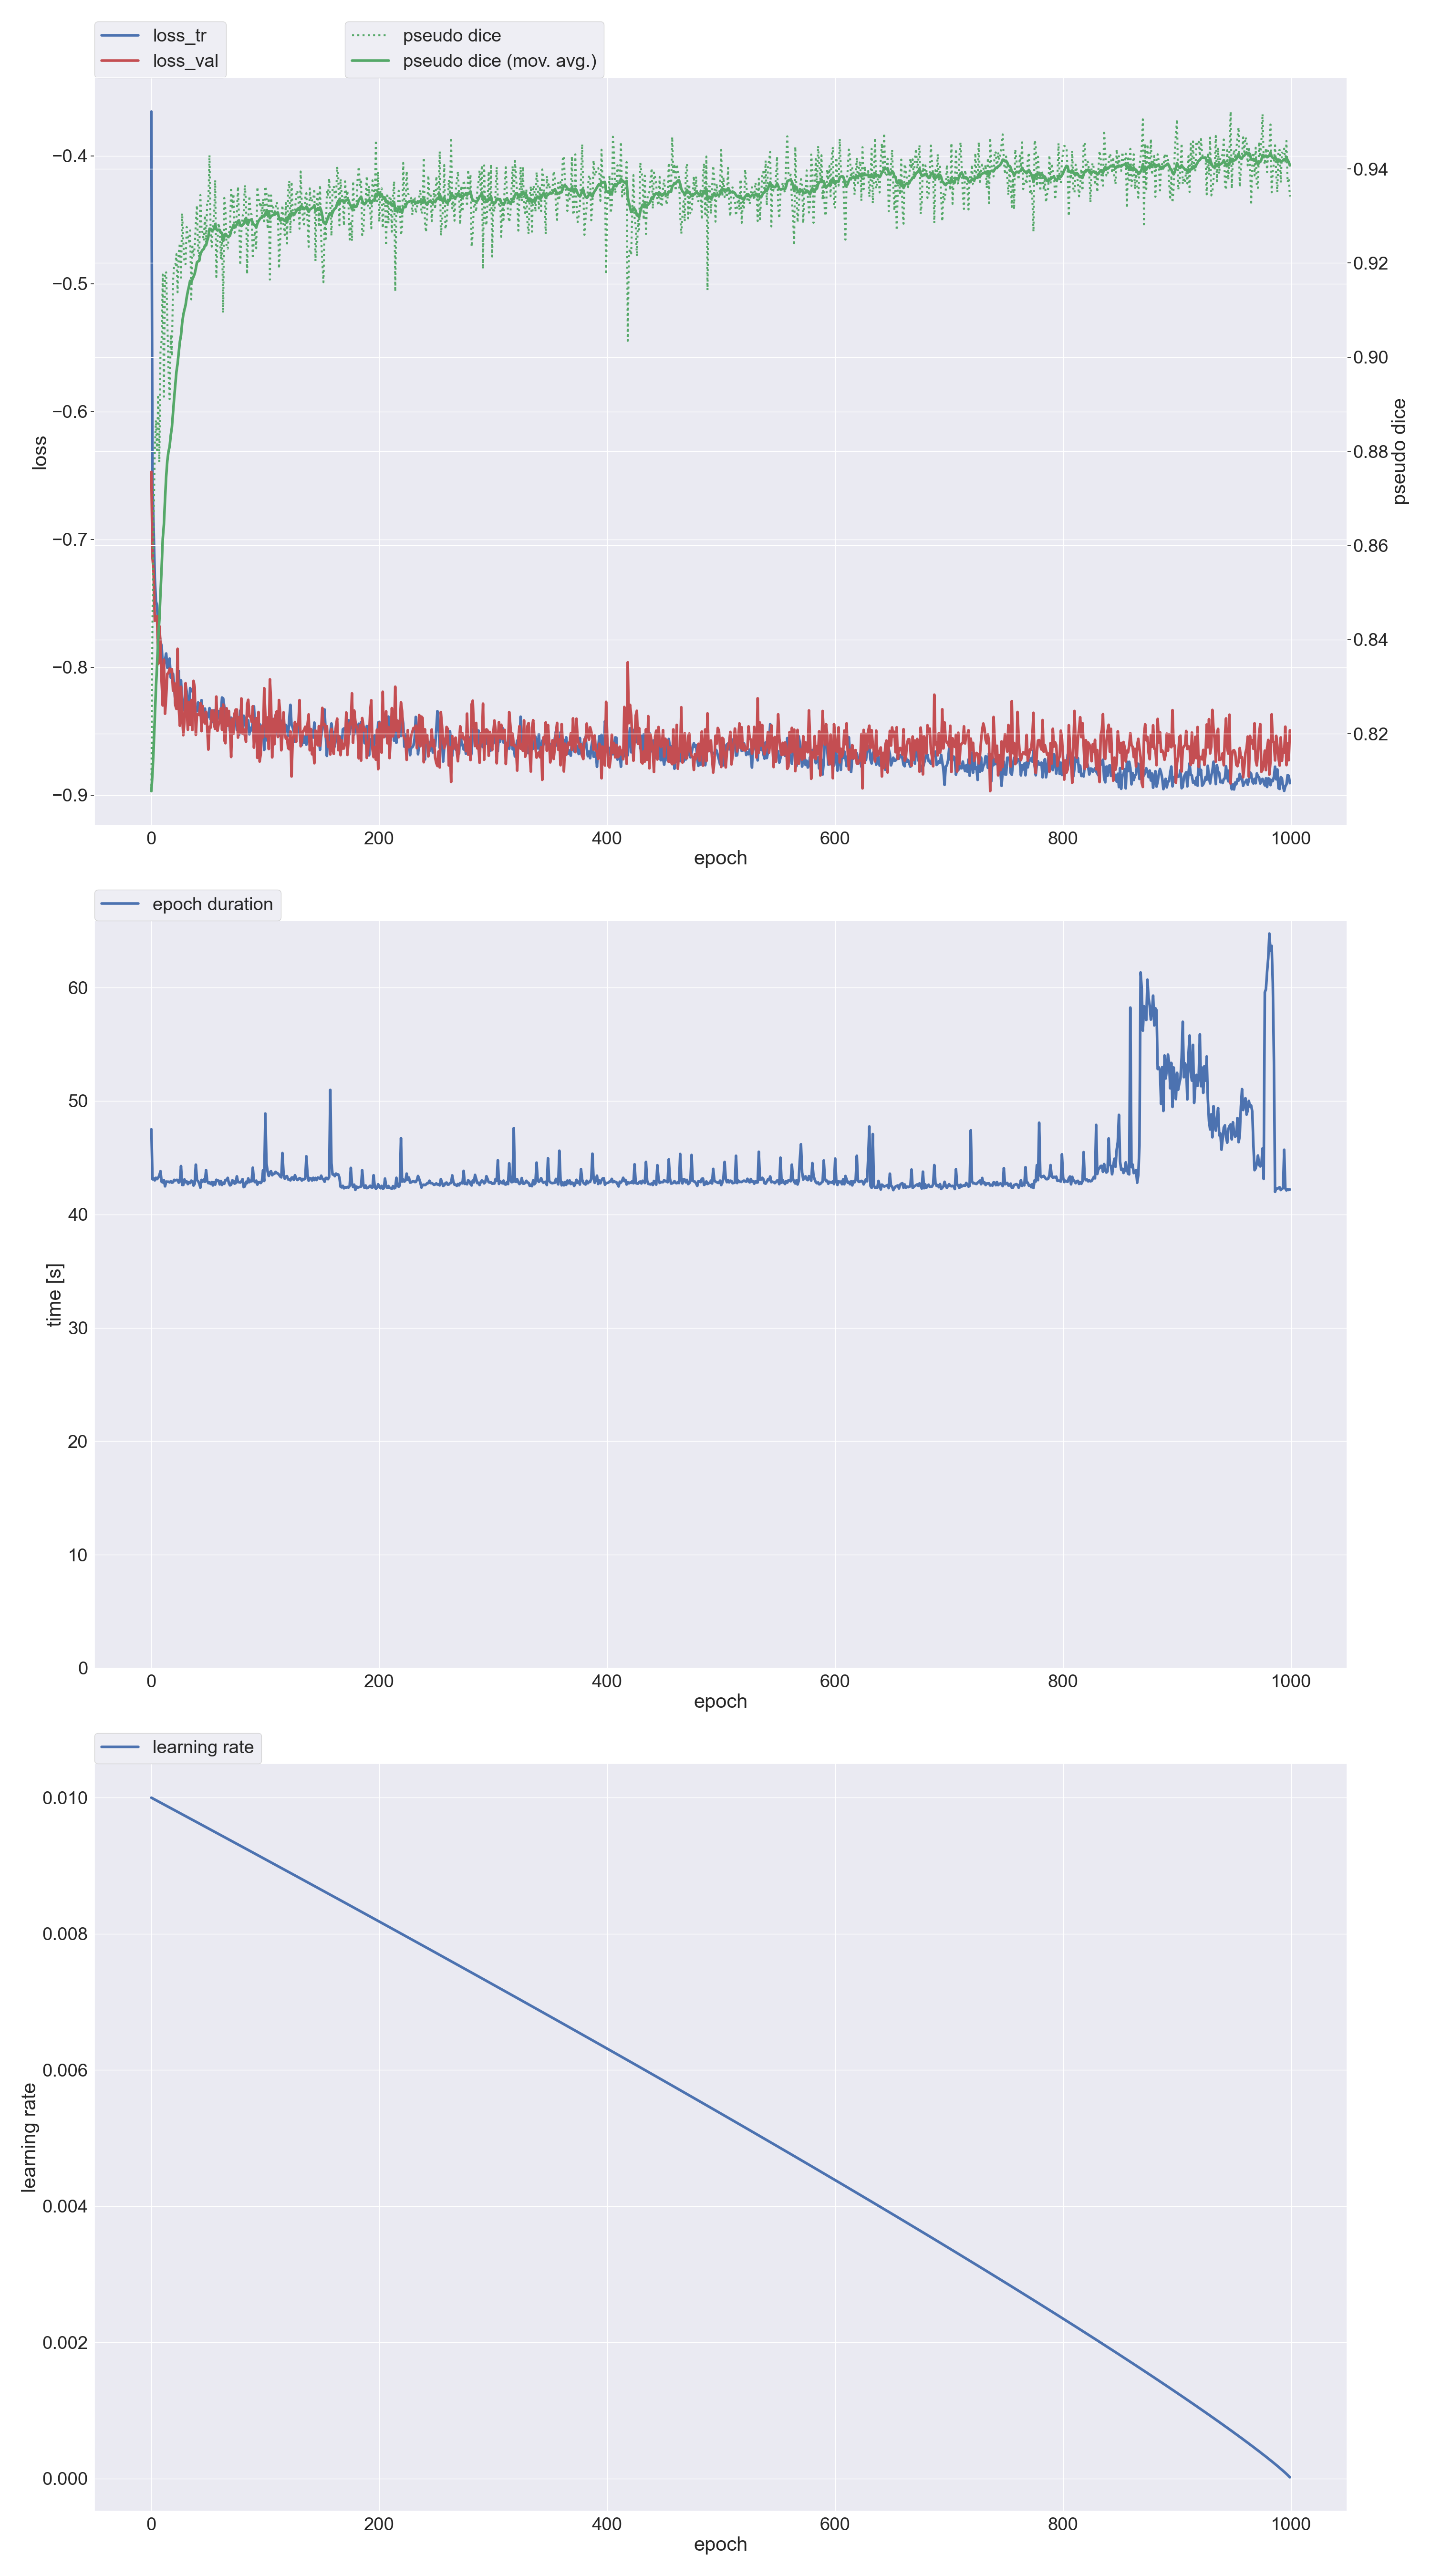 loss_tr
loss_val
pseudo dice
pseudo dice (mov. avg.)
−0.4
−0.5
−0.6
−0.7
−0.8
−0.9
loss
0.94
0.92
0.90
0.88
0.86
0.84
0.82
pseudo dice
0 200 400 600 800 1000
epoch
epoch duration
60
50
40
30
20
10
0
time [s]
0 200 400 600 800 1000
epoch
learning rate
0.010
0.008
0.006
0.004
0.002
0.000
learning rate
0 200 400 600 800 1000
epoch